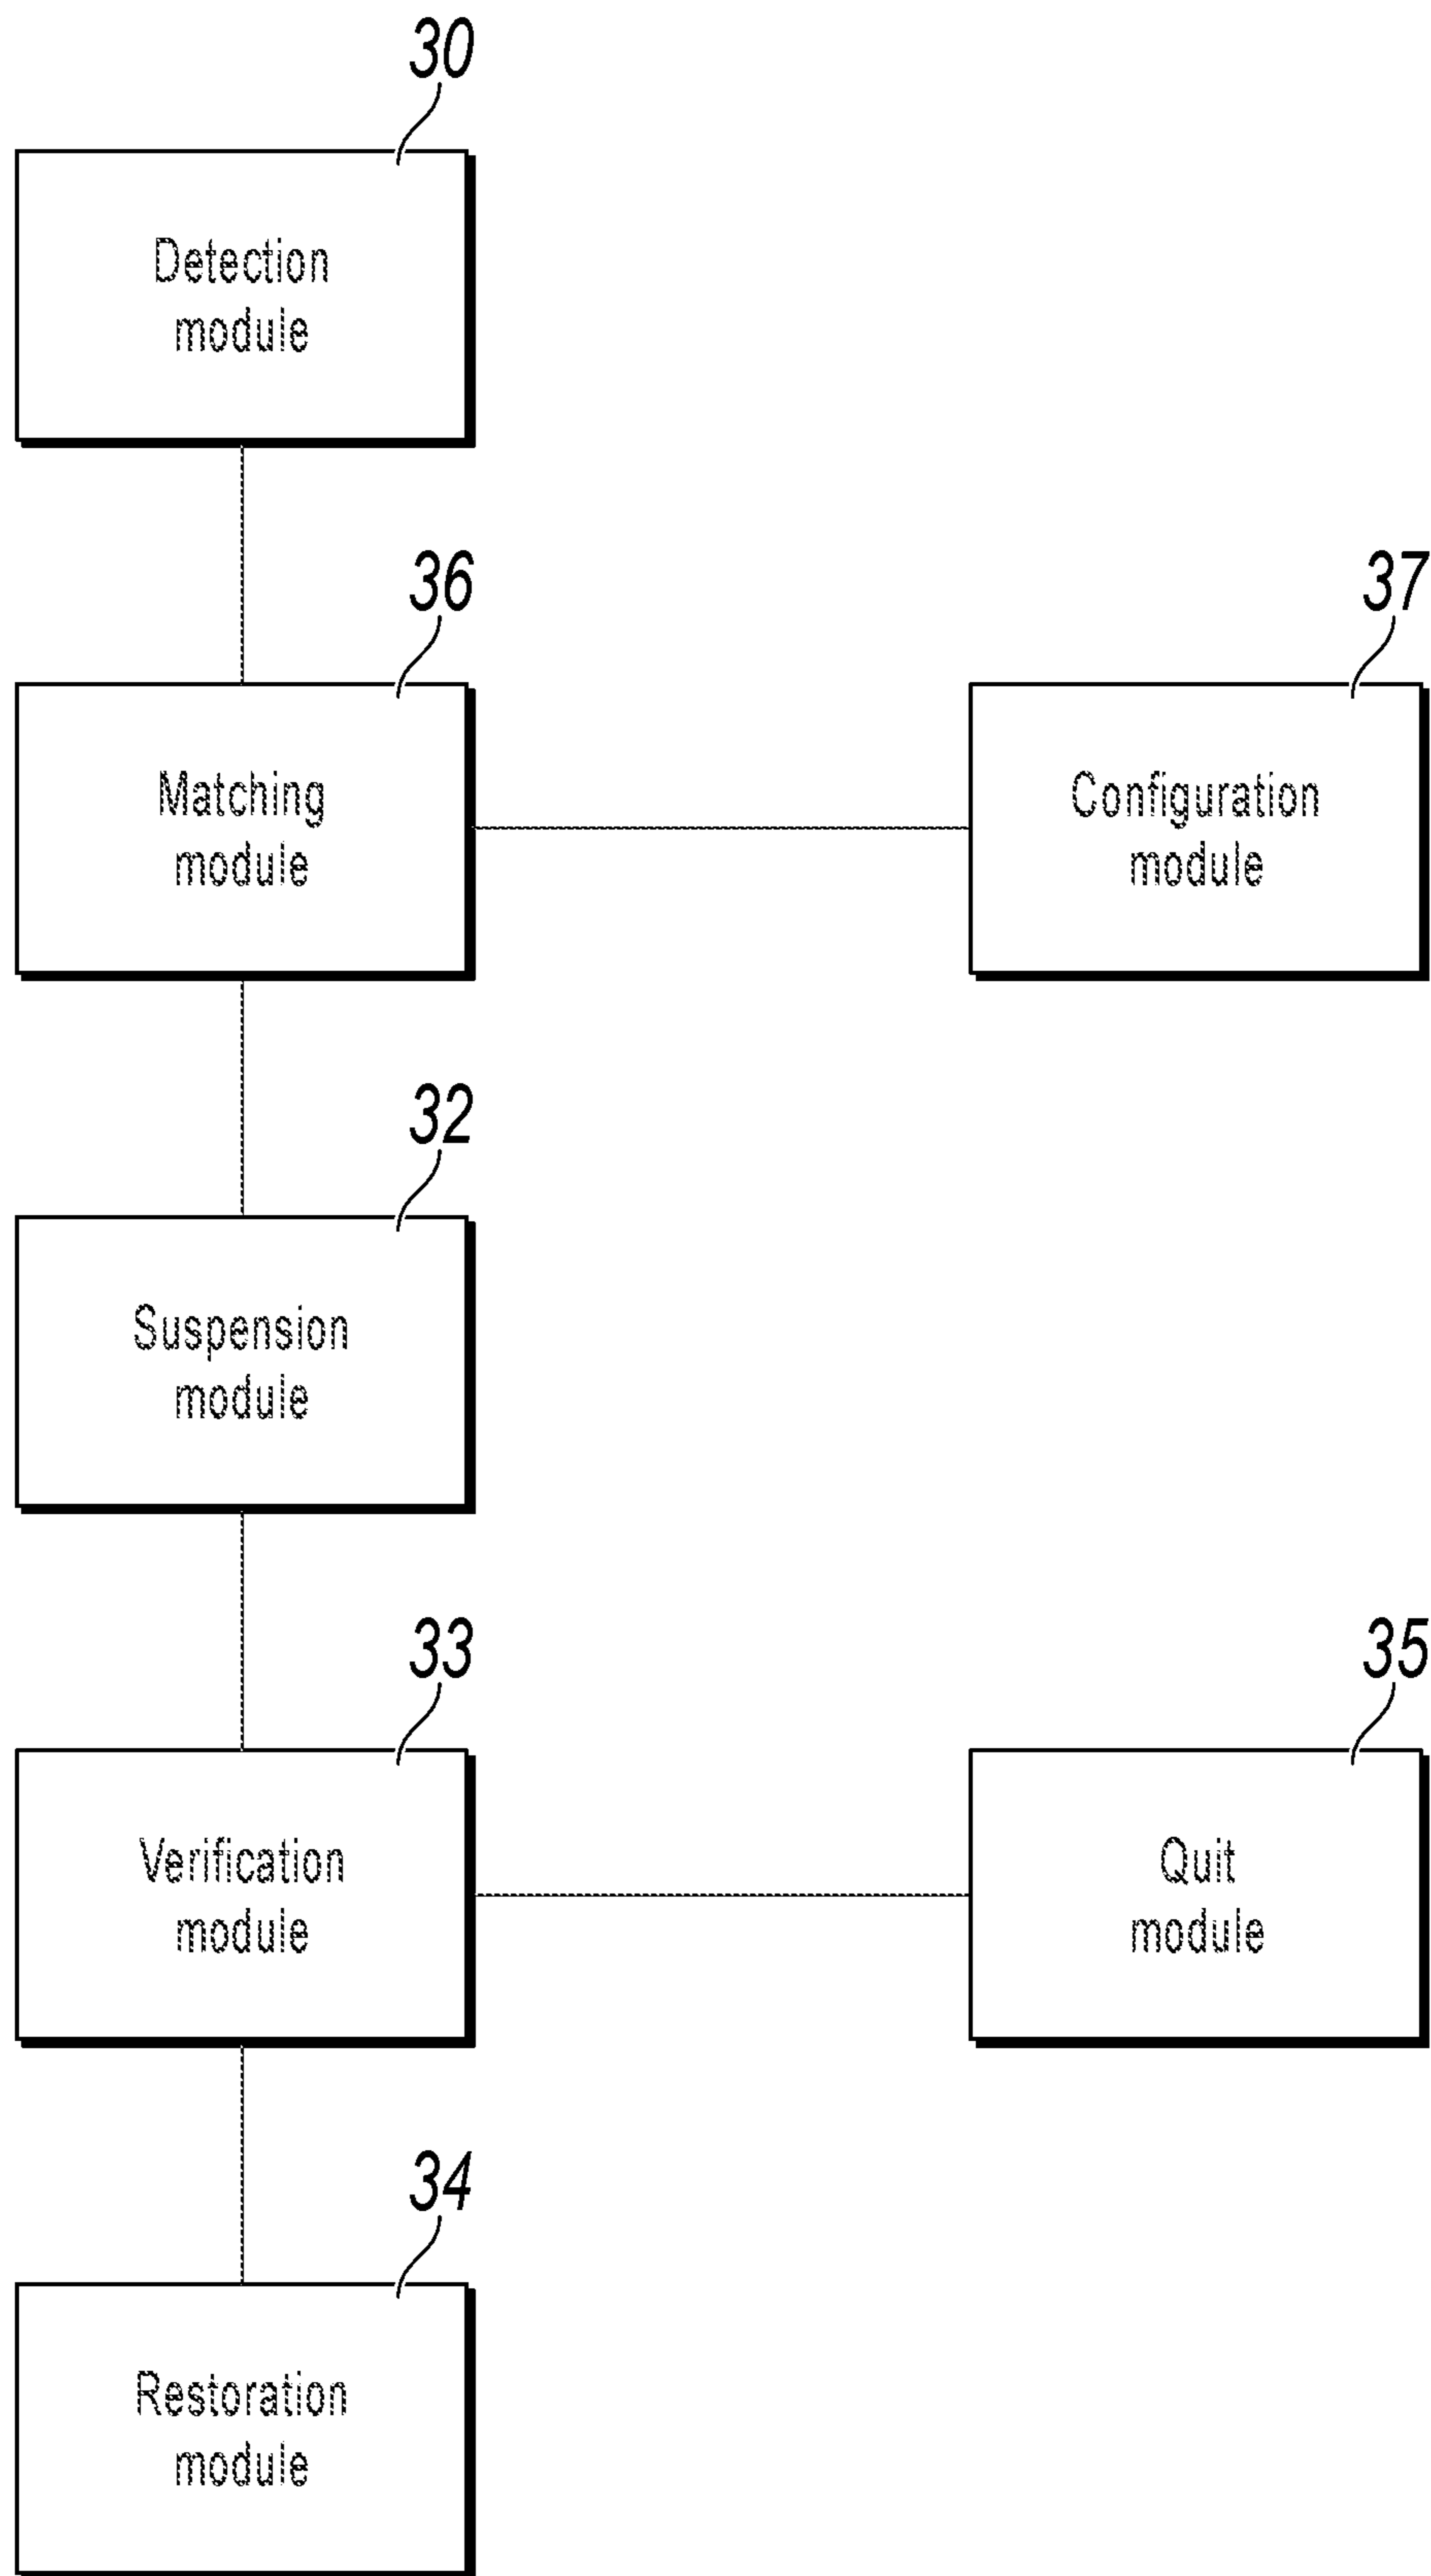 30
Detection
module
36
37
Matching
module
Configuration
module
32
Suspension
module
33
35
Verification
module
Quit
module
34
Restoration
module